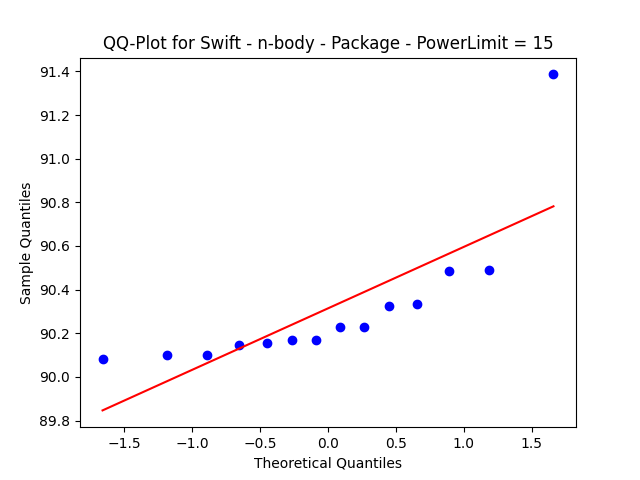 QQ-Plot for Swift - n-body - Package - PowerLimit = 15
91.4
91.2
91.0
90.8
90.6
90.4
90.2
90.0
89.8
Sample Quantiles
−1.5 −1.0 −0.5 0.0 0.5 1.0 1.5
Theoretical Quantiles